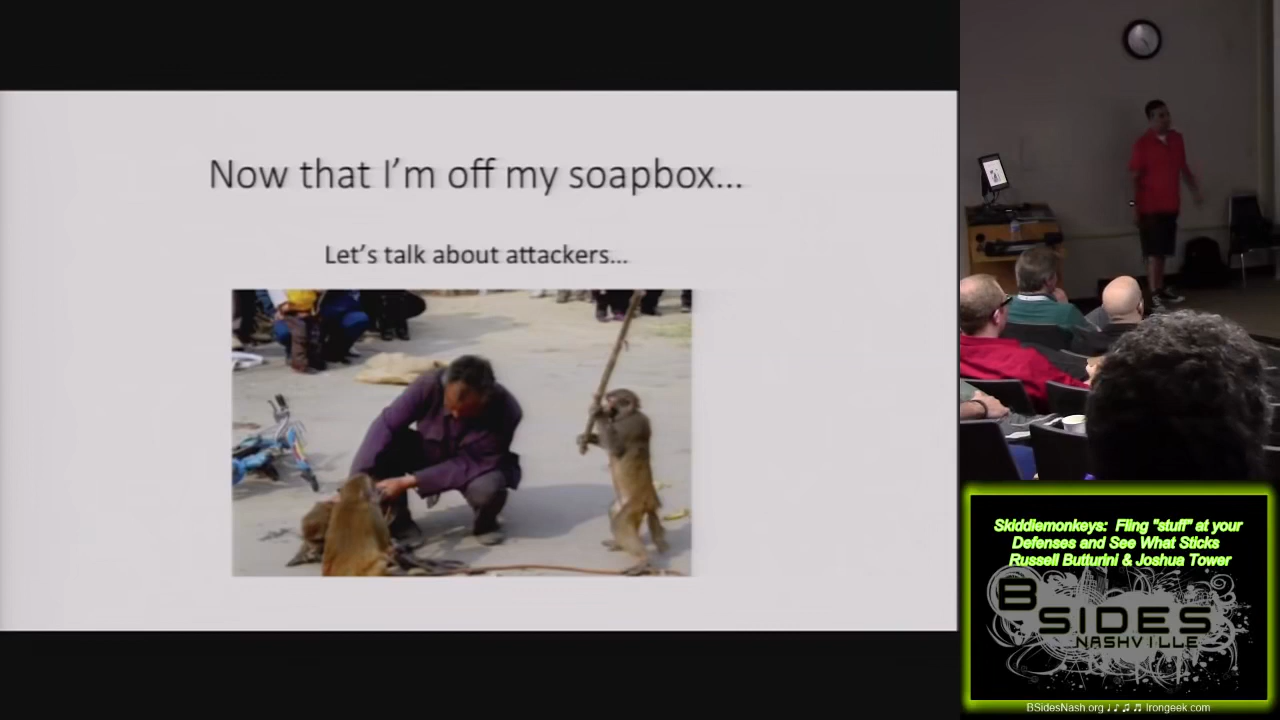 Now that I'm off my soapbox...
Let's talk about attackers...
Skiddiemonkeys: Fling "stuff" at your
Defenses and See What Sticks
Russell Butturini & Joshua Tower
BSIDES
NASHVILLE
BSidesNash.org ♩♪♫♬ Irongeek.com